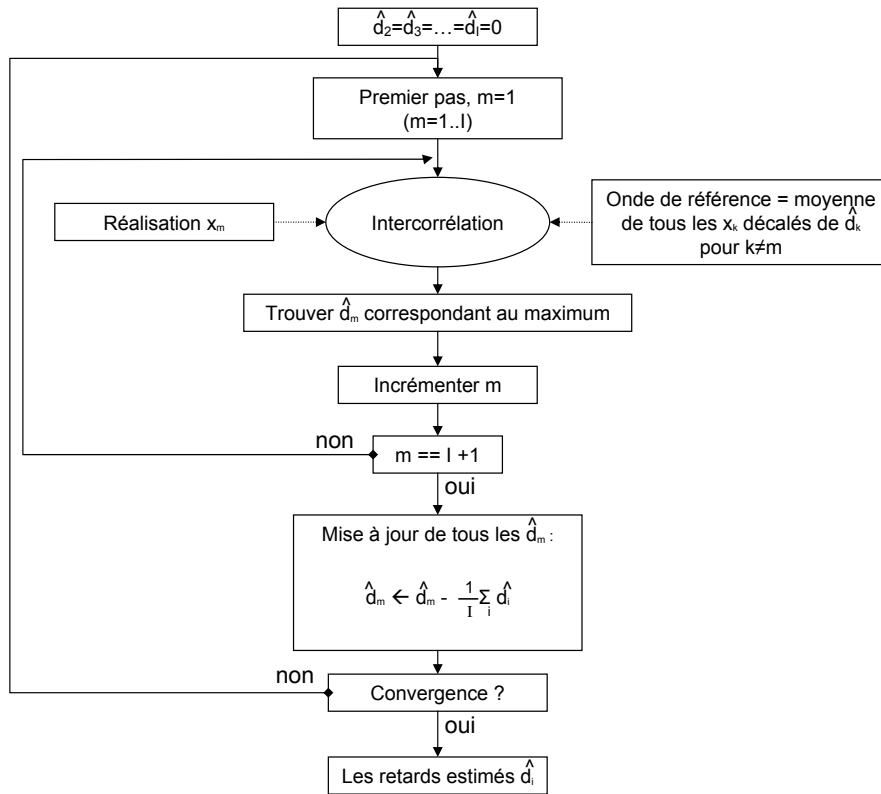 d̂₂=d̂₃=…=d̂I=0
Premier pas, m=1
(m=1..I)
Réalisation xₘ
Intercorrélation
Onde de référence = moyenne
de tous les xₖ décalés de d̂ₖ
pour k≠m
Trouver d̂ₘ correspondant au maximum
Incrémenter m
non
m == I +1
oui
Mise à jour de tous les d̂ₘ :
d̂ₘ ← d̂ₘ - 1/I Σᵢ d̂ᵢ
non
Convergence ?
oui
Les retards estimés d̂ᵢ